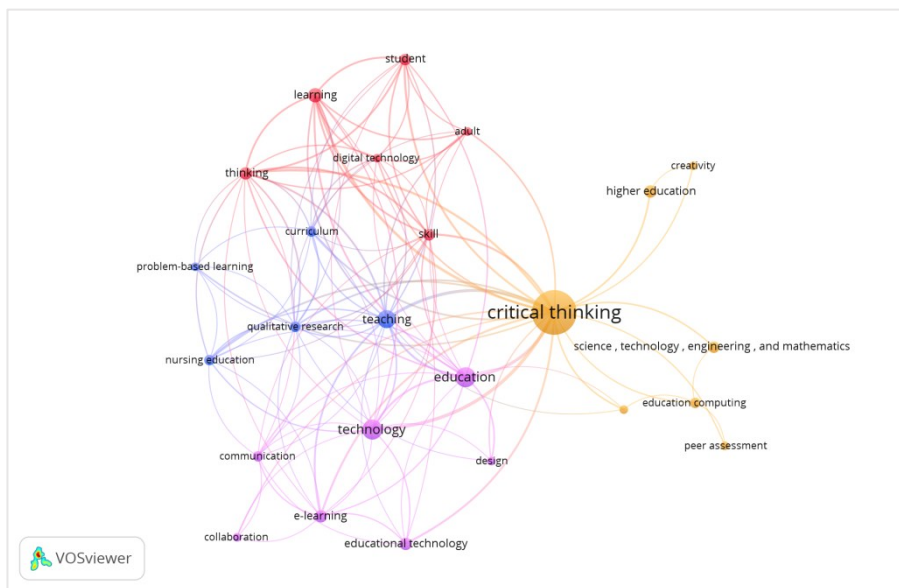 student
learning
adult
digital technology
creativity
thinking
higher education
curriculum
skill
problem-based learning
critical thinking
teaching
qualitative research
science , technology , engineering , and mathematics
nursing education
education
education computing
technology
peer assessment
communication
design
e-learning
collaboration
educational technology
VOSviewer